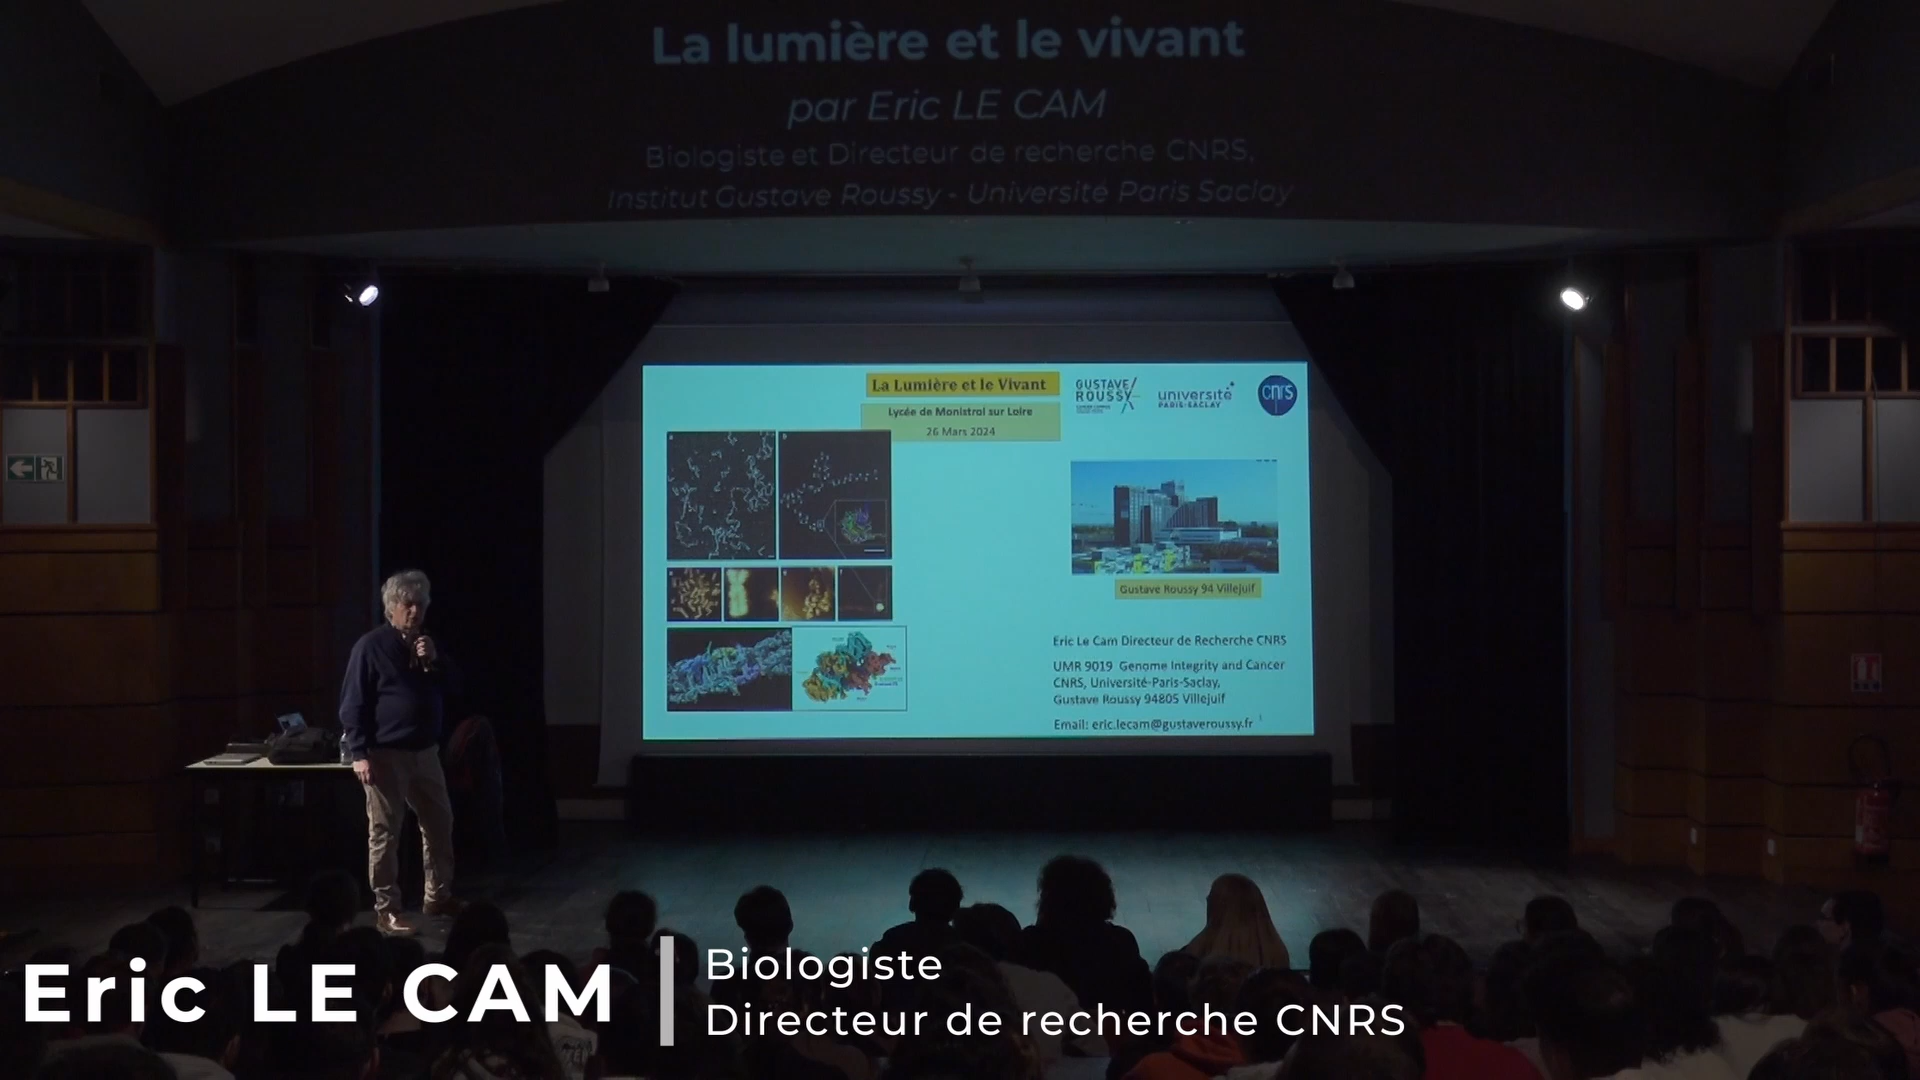 La lumière et le vivant
par Eric LE CAM
Biologiste et Directeur de recherche CNRS,
Institut Gustave Roussy - Université Paris Saclay
La Lumière et le Vivant
Lycée de Monistrol sur Loire
26 Mars 2024
GUSTAVE
ROUSSY
université
PARIS-SACLAY
cnrs
Gustave Roussy 94 Villejuif
Eric Le Cam Directeur de Recherche CNRS
UMR 9019 Genome Integrity and Cancer
CNRS, Université-Paris-Saclay,
Gustave Roussy 94805 Villejuif
Email: eric.lecam@gustaveroussy.fr
Eric LE CAM
Biologiste
Directeur de recherche CNRS